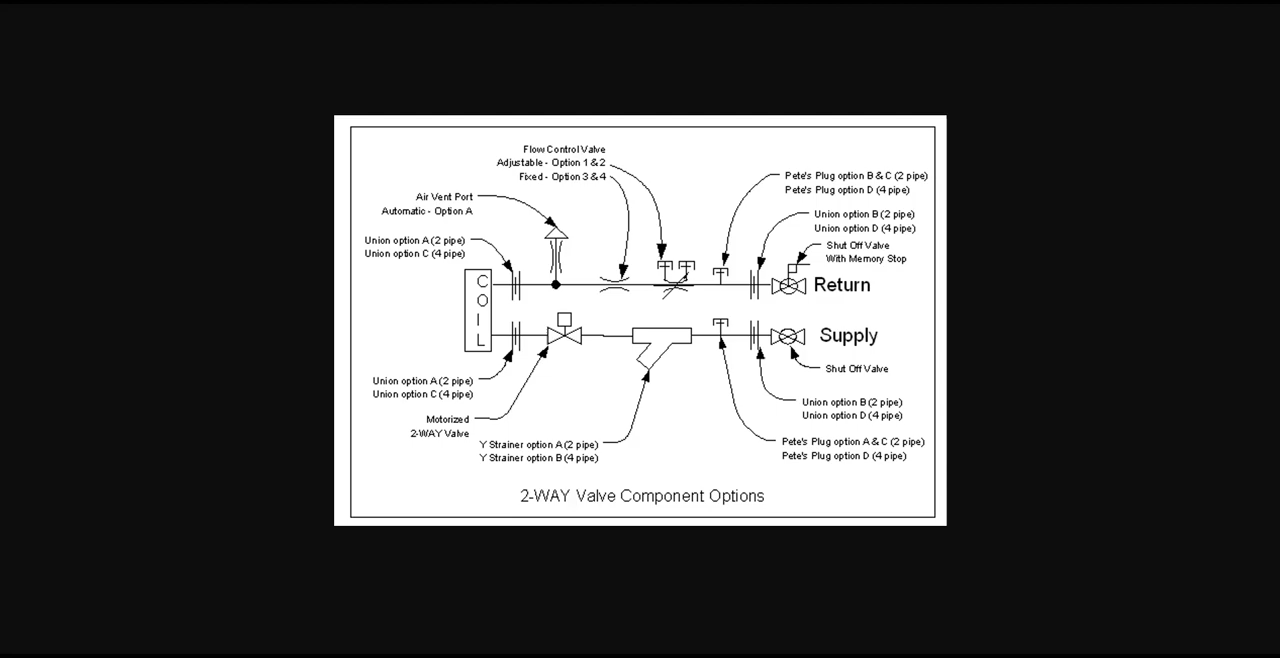 Flow Control Valve
Adjustable - Option 1 & 2
Fixed - Option 3 & 4
Pete's Plug option B & C (2 pipe)
Pete's Plug option D (4 pipe)
Air Vent Port
Automatic - Option A
Union option B (2 pipe)
Union option D (4 pipe)
Union option A (2 pipe)
Union option C (4 pipe)
Shut Off Valve
With Memory Stop
COIL
Return
Supply
Shut Off Valve
Union option A (2 pipe)
Union option C (4 pipe)
Union option B (2 pipe)
Union option D (4 pipe)
Motorized
2-WAY Valve
Y Strainer option A (2 pipe)
Y Strainer option B (4 pipe)
Pete's Plug option A & C (2 pipe)
Pete's Plug option D (4 pipe)
2-WAY Valve Component Options